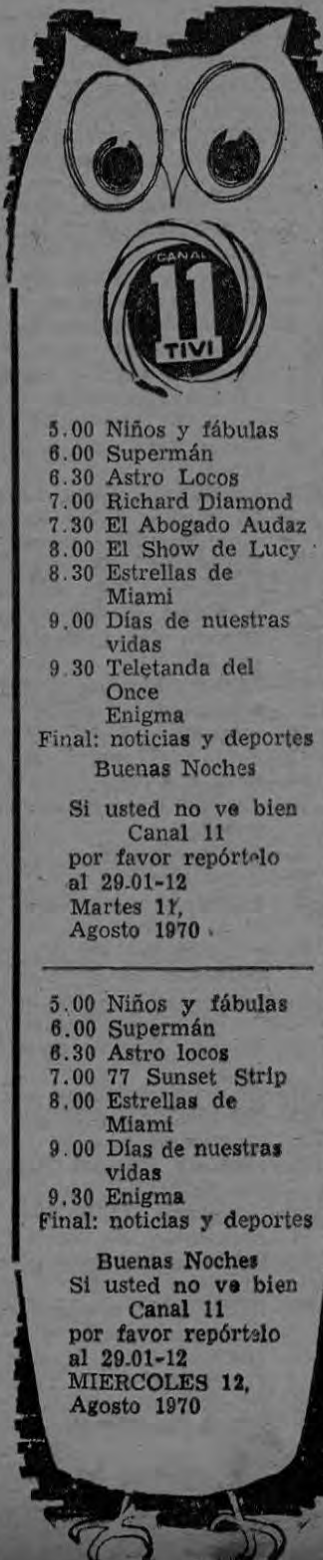 CANAL
11
TIVI
5.00 Niños y fábulas
6.00 Supermán
6.30 Astro Locos
7.00 Richard Diamond
7.30 El Abogado Audaz
8.00 El Show de Lucy
8.30 Estrellas de
Miami
9.00 Días de nuestras
vidas
9.30 Teletanda del
Once
Enigma
Final: noticias y deportes
Buenas Noches
Si usted no ve bien
Canal 11
por favor repórtelo
al 29.01-12
Martes 11,
Agosto 1970
5.00 Niños y fábulas
6.00 Supermán
6.30 Astro locos
7.00 77 Sunset Strip
8.00 Estrellas de
Miami
9.00 Días de nuestras
vidas
9.30 Enigma
Final: noticias y deportes
Buenas Noches
Si usted no ve bien
Canal 11
por favor repórtelo
al 29.01-12
MIERCOLES 12,
Agosto 1970